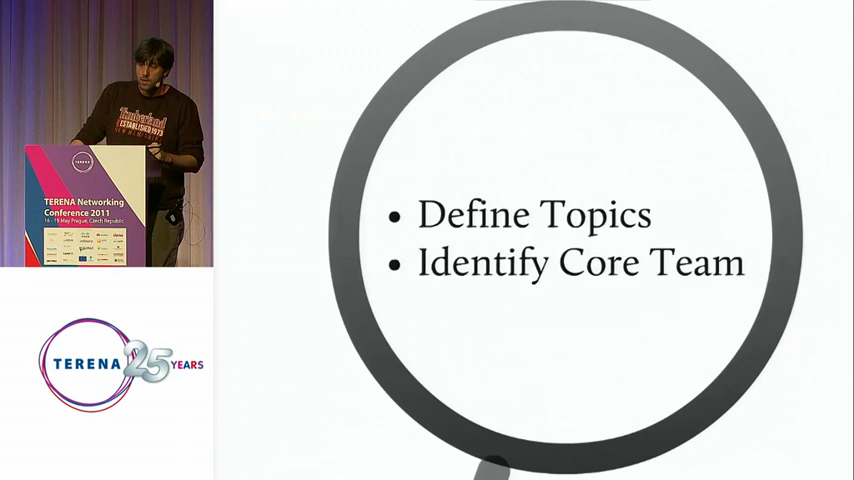 Timberland
ESTABLISHED 1973
TERENA
TERENA Networking
Conference 2011
16 - 19 May Prague, Czech Republic
TERENA 25 YEARS
• Define Topics
• Identify Core Team